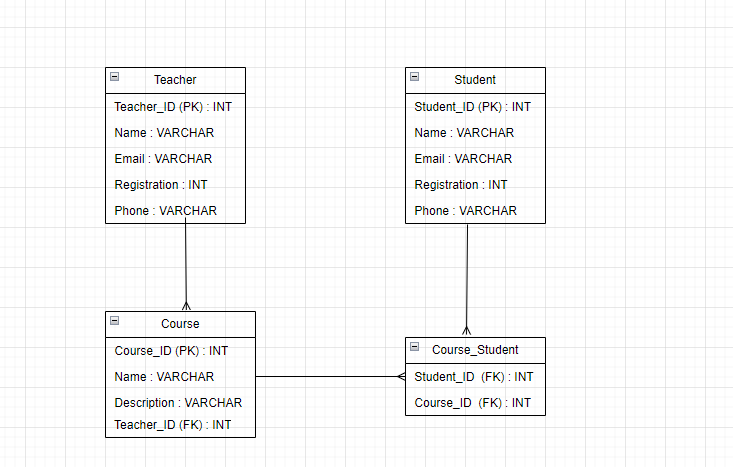 Teacher
Teacher_ID (PK) : INT
Name : VARCHAR
Email : VARCHAR
Registration : INT
Phone : VARCHAR
Student
Student_ID (PK) : INT
Name : VARCHAR
Email : VARCHAR
Registration : INT
Phone : VARCHAR
Course
Course_ID (PK) : INT
Name : VARCHAR
Description : VARCHAR
Teacher_ID (FK) : INT
Course_Student
Student_ID  (FK) : INT
Course_ID  (FK) : INT